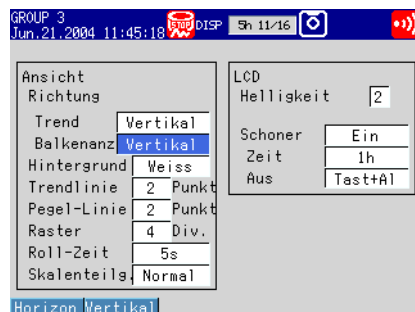 GROUP 3
Jun.21.2004 11:45:18 STOP DISP 5h 11/16
Ansicht
Richtung
Trend Vertikal
Balkenanz Vertikal
Hintergrund Weiss
Trendlinie 2 Punkt
Pegel-Linie 2 Punkt
Raster 4 Div.
Roll-Zeit 5s
Skalenteilg. Normal
LCD
Helligkeit 2
Schoner Ein
Zeit 1h
Aus Tast+Al
Horizon Vertikal